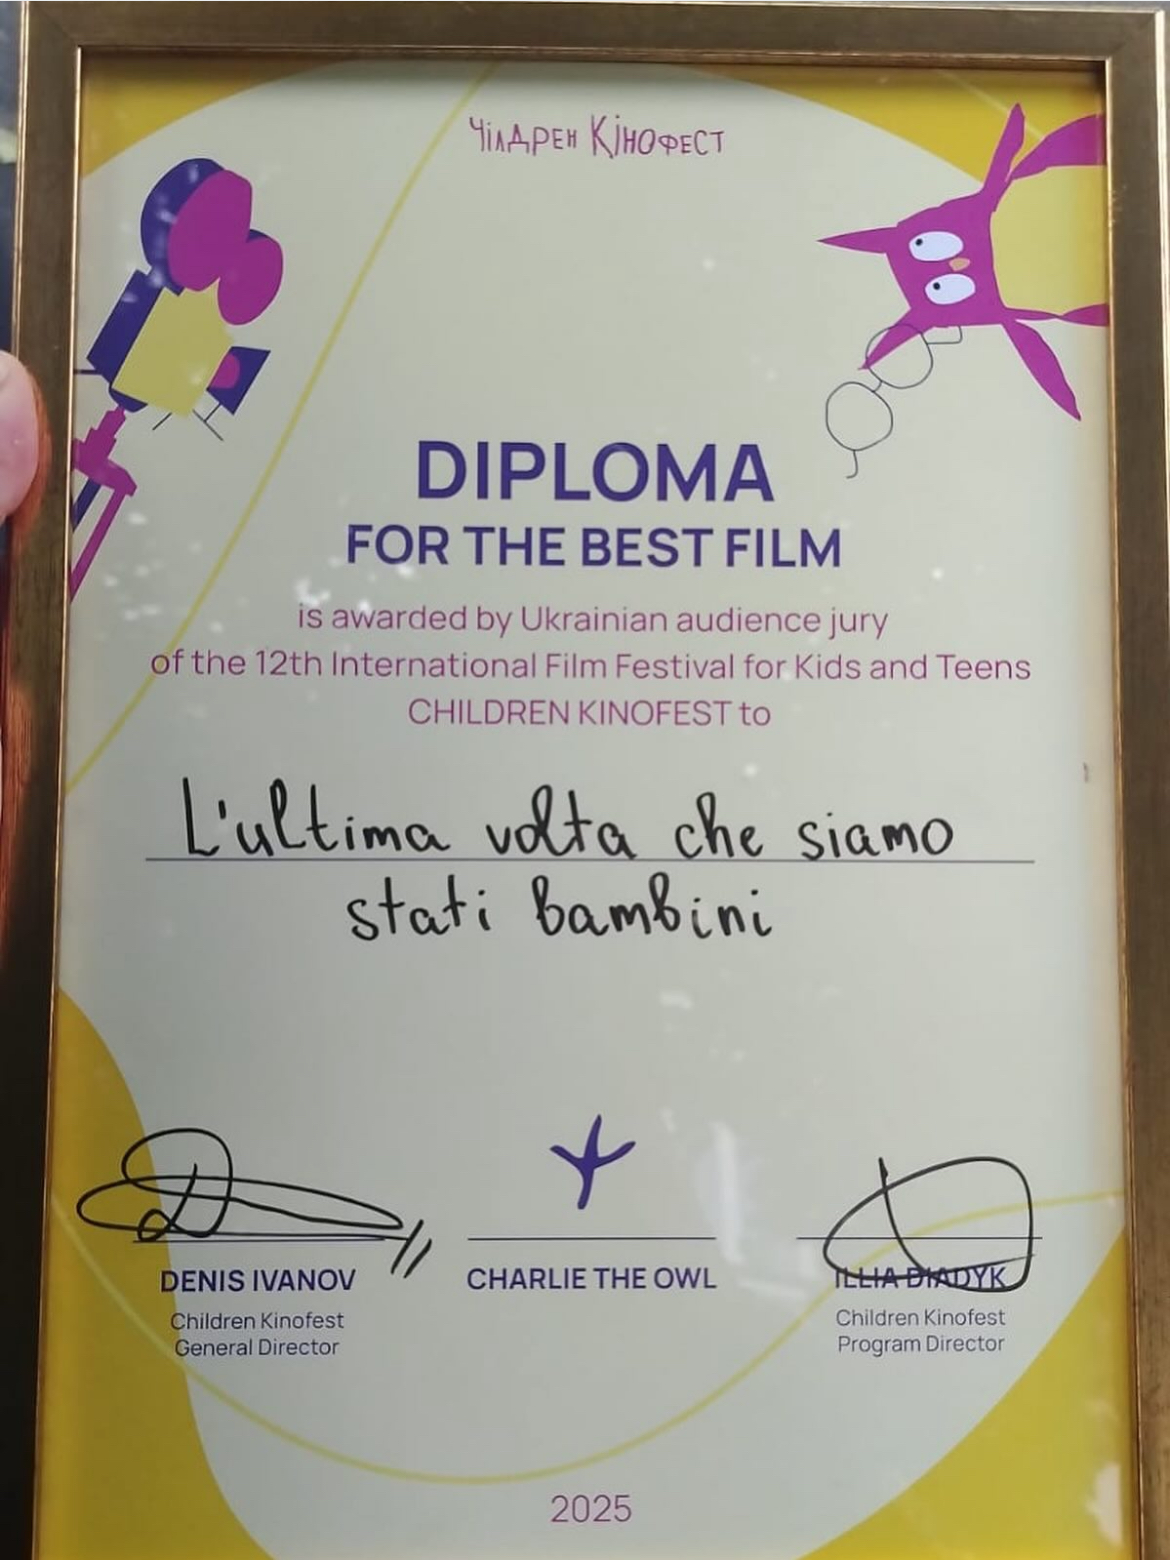 Чілдрен Кінофест
DIPLOMA
FOR THE BEST FILM
is awarded by Ukrainian audience jury
of the 12th International Film Festival for Kids and Teens
CHILDREN KINOFEST to
L'ultima volta che siamo
stati bambini
DENIS IVANOV
Children Kinofest
General Director
CHARLIE THE OWL
ILLIA DIADYK
Children Kinofest
Program Director
2025